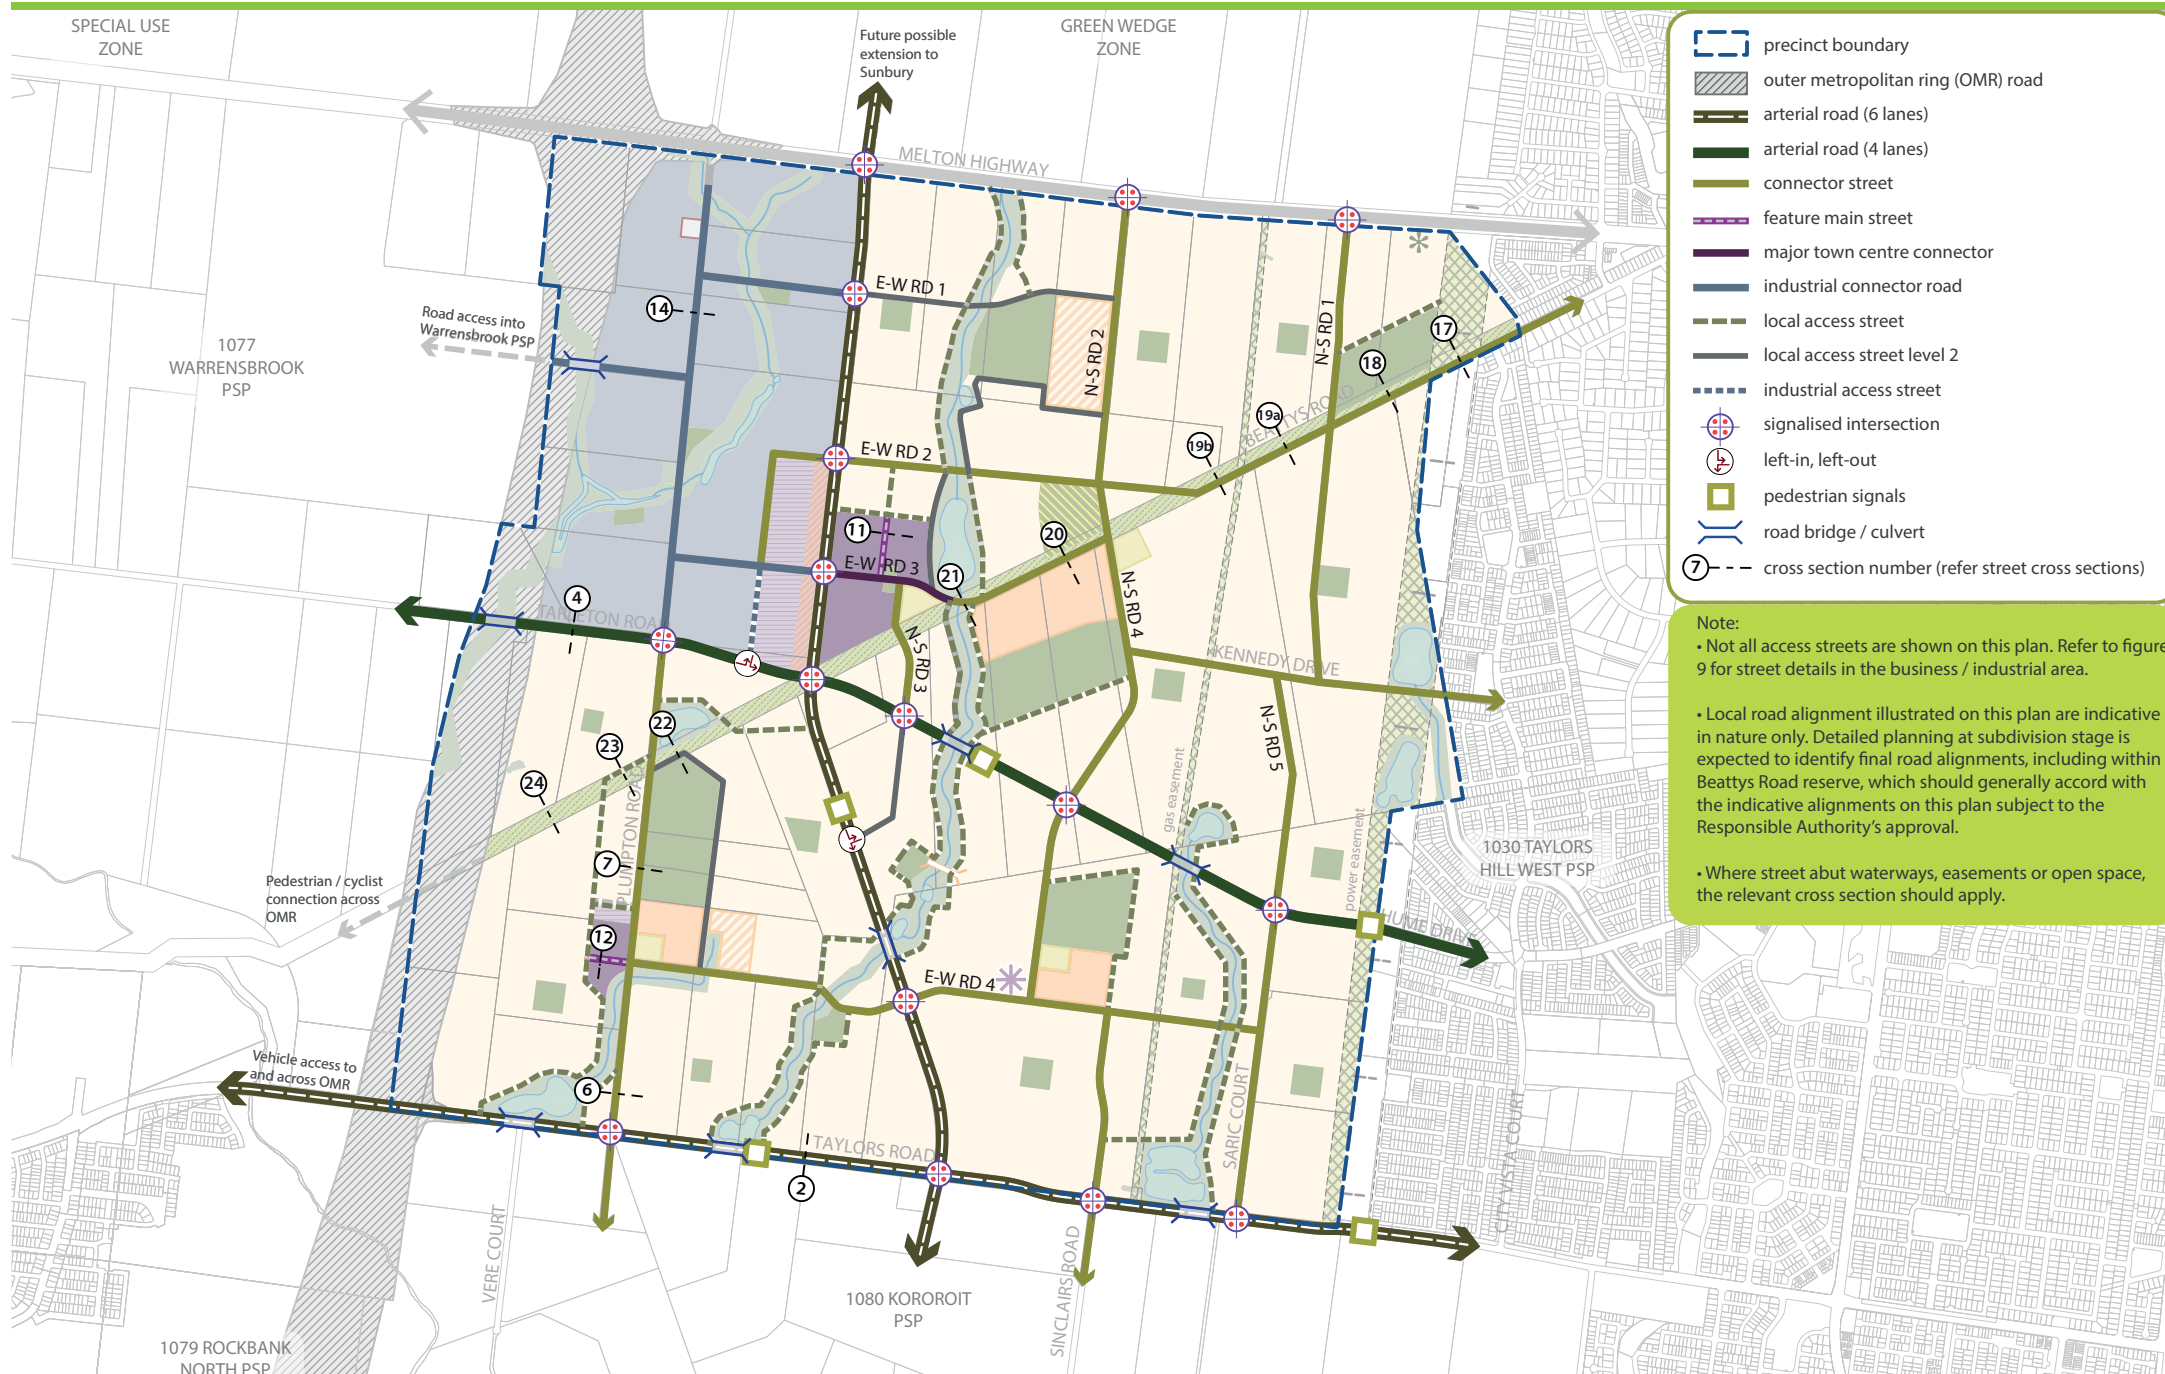 SPECIAL USE
ZONE
Future possible
extension to
Sunbury
GREEN WEDGE
ZONE
MELTON HIGHWAY
precinct boundary
outer metropolitan ring (OMR) road
arterial road (6 lanes)
arterial road (4 lanes)
connector street
feature main street
major town centre connector
industrial connector road
local access street
local access street level 2
industrial access street
signalised intersection
left-in, left-out
pedestrian signals
road bridge / culvert
7
cross section number (refer street cross sections)
Note:
• Not all access streets are shown on this plan. Refer to figure
9 for street details in the business / industrial area.
• Local road alignment illustrated on this plan are indicative
in nature only. Detailed planning at subdivision stage is
expected to identify final road alignments, including within
Beattys Road reserve, which should generally accord with
the indicative alignments on this plan subject to the
Responsible Authority's approval.
• Where street abut waterways, easements or open space,
the relevant cross section should apply.
E-W RD 1
14
Road access into
Warrensbrook PSP
1077
WARRENSBROOK
PSP
N-S RD 2
N-S RD 1
17
18
19a
BEATTYS ROAD
19b
E-W RD 2
11
20
E-W RD 3
21
4
TARLETON ROAD
N-S RD 4
N-S RD 3
KENNEDY DRIVE
22
23
N-S RD 5
24
gas easement
PLUMPTON ROAD
power easement
7
1030 TAYLORS
HILL WEST PSP
Pedestrian / cyclist
connection across
OMR
HUME DRIVE
12
E-W RD 4
Vehicle access to
and across OMR
6
SARIC COURT
CITYVISTA COURT
TAYLORS ROAD
2
VERE COURT
SINCLAIRS ROAD
1080 KOROROIT
PSP
1079 ROCKBANK
NORTH PSP